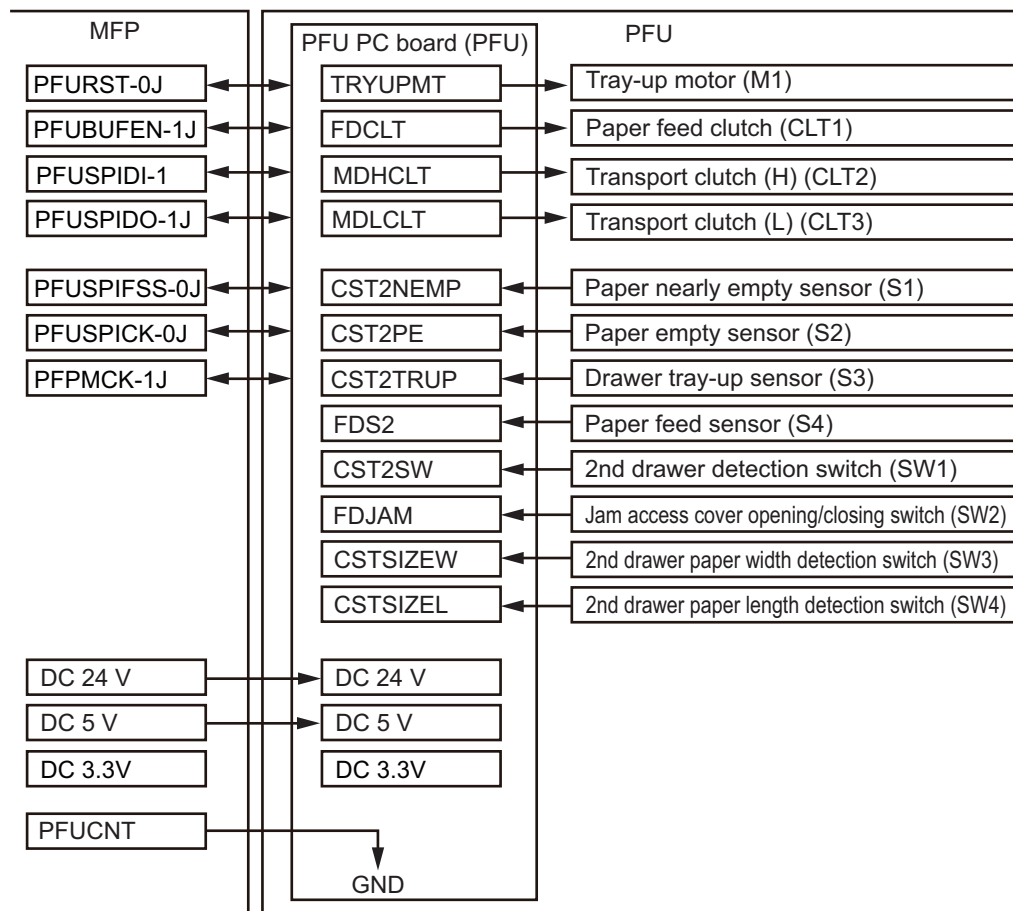 MFP
PFU PC board (PFU)
PFU
PFURST-0J
TRYUPMT
Tray-up motor (M1)
PFUBUFEN-1J
FDCLT
Paper feed clutch (CLT1)
PFUSPIDI-1
MDHCLT
Transport clutch (H) (CLT2)
PFUSPIDO-1J
MDLCLT
Transport clutch (L) (CLT3)
PFUSPIFSS-0J
CST2NEMP
Paper nearly empty sensor (S1)
PFUSPICK-0J
CST2PE
Paper empty sensor (S2)
PFPMCK-1J
CST2TRUP
Drawer tray-up sensor (S3)
FDS2
Paper feed sensor (S4)
CST2SW
2nd drawer detection switch (SW1)
FDJAM
Jam access cover opening/closing switch (SW2)
CSTSIZEW
2nd drawer paper width detection switch (SW3)
CSTSIZEL
2nd drawer paper length detection switch (SW4)
DC 24 V
DC 24 V
DC 5 V
DC 5 V
DC 3.3V
DC 3.3V
PFUCNT
GND